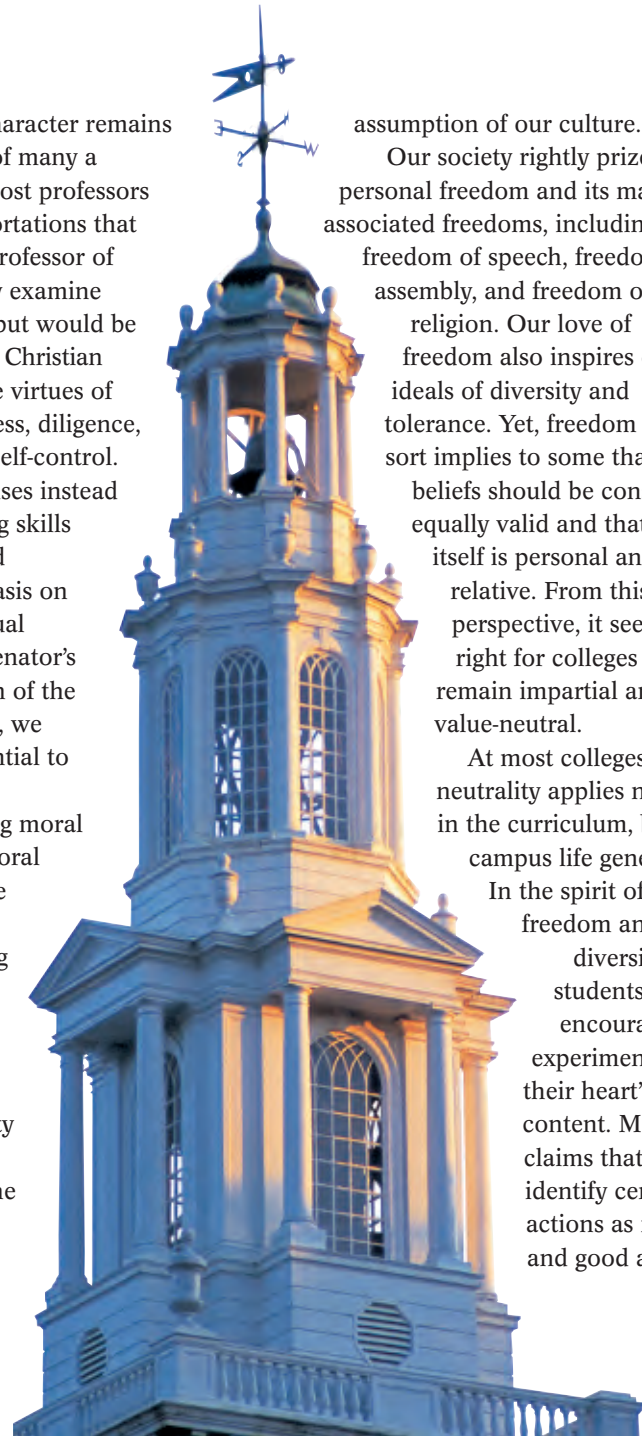 W
haracter remains
of many a
ost professors
ortations that
rofessor of
y examine
but would be
Christian
e virtues of
ess, diligence,
elf-control.
ses instead
g skills
d
asis on
ual
enator's
n of the
, we
ntial to
g moral
oral
e
g
ty
ne
assumption of our culture.
Our society rightly prize
personal freedom and its ma
associated freedoms, includin
freedom of speech, freedo
assembly, and freedom o
religion. Our love of
freedom also inspires
ideals of diversity and
tolerance. Yet, freedom
sort implies to some tha
beliefs should be con
equally valid and that
itself is personal an
relative. From this
perspective, it see
right for colleges
remain impartial an
value-neutral.
At most colleges
neutrality applies n
in the curriculum, b
campus life gene
In the spirit of
freedom an
diversi
students
encoura
experimen
their heart'
content. M
claims that
identify cer
actions as r
and good a